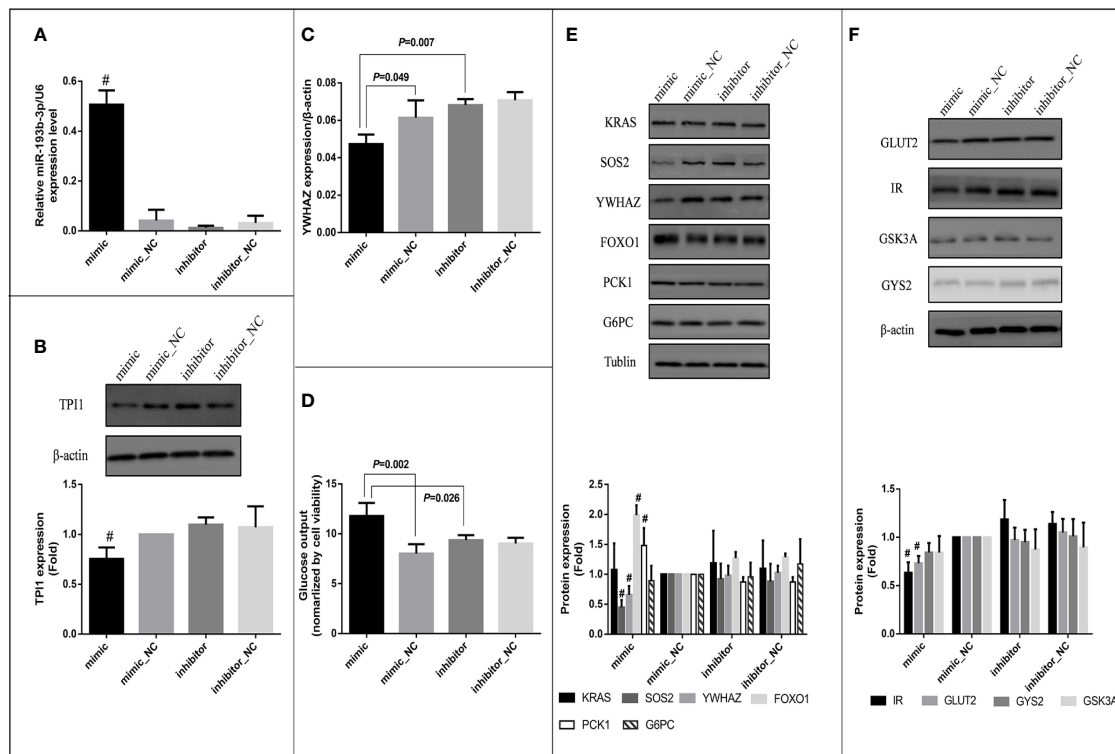 A
#
Relative miR-193b-3p/U6
expression level
0.6
0.4
0.2
0.0
mimic
mimic_NC
inhibitor
inhibitor_NC
B
mimic
mimic_NC
inhibitor
inhibitor_NC
TPI1
β-actin
TPI1 expression
(Fold)
1.5
1.0
0.5
0.0
#
mimic
mimic_NC
inhibitor
inhibitor_NC
C
P=0.007
P=0.049
YWHAZ expression/β-actin
0.08
0.06
0.04
0.02
0.00
mimic
mimic_NC
inhibitor
Inhibitor_NC
D
P=0.002
P=0.026
Glucose output
(nomarlized by cell viability)
20
15
10
5
0
mimic
mimic_NC
inhibitor
inhibitor_NC
E
mimic
mimic_NC
inhibitor
inhibitor_NC
KRAS
SOS2
YWHAZ
FOXO1
PCK1
G6PC
Tublin
Protein expression
(Fold)
2.5
2.0
1.5
1.0
0.5
0.0
#
#
#
#
mimic
mimic_NC
inhibitor
ihibitor_NC
KRAS SOS2 YWHAZ FOXO1
PCK1 G6PC
F
mimic
mimic_NC
inhibitor
inhibitor_NC
GLUT2
IR
GSK3A
GYS2
β-actin
Protein expression
(Fold)
1.5
1.0
0.5
0.0
# #
mimic
mimic_NC
inhibitor
inhibitor_NC
IR GLUT2 GYS2 GSK3A